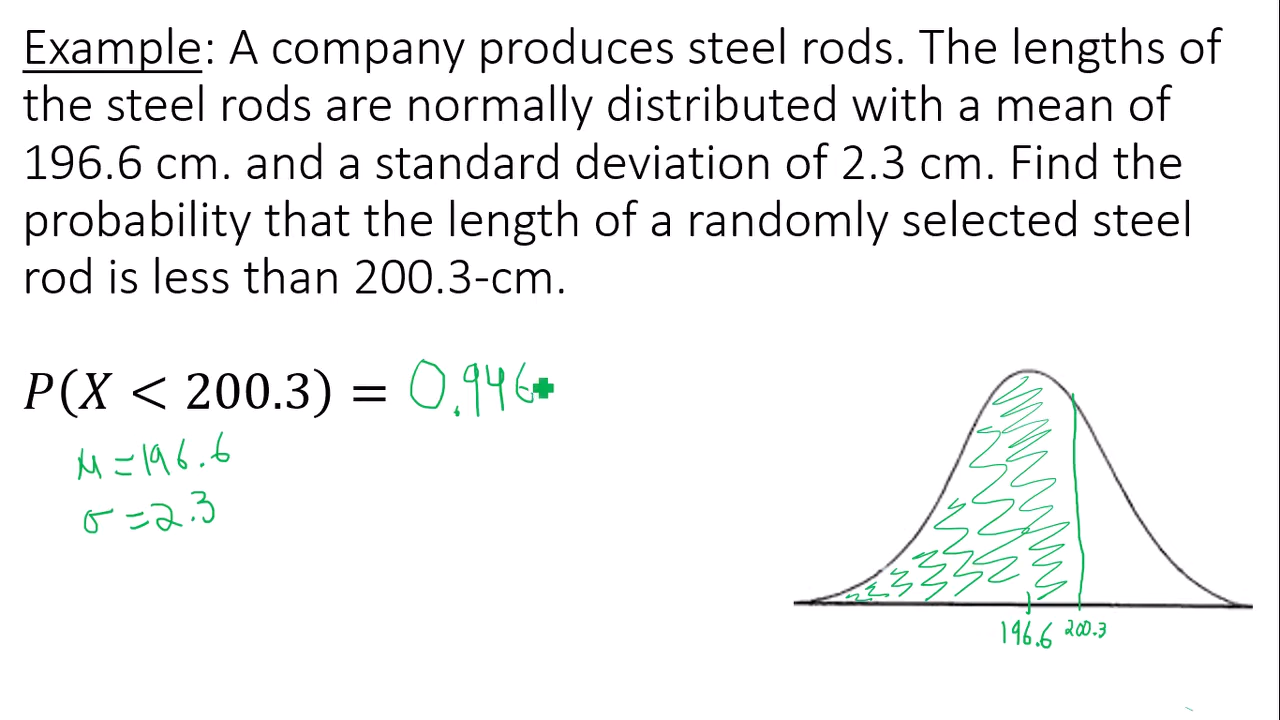 Example: A company produces steel rods. The lengths of
the steel rods are normally distributed with a mean of
196.6 cm. and a standard deviation of 2.3 cm. Find the
probability that the length of a randomly selected steel
rod is less than 200.3-cm.
P(X < 200.3) = 0.946
μ = 196.6
σ = 2.3
196.6 200.3